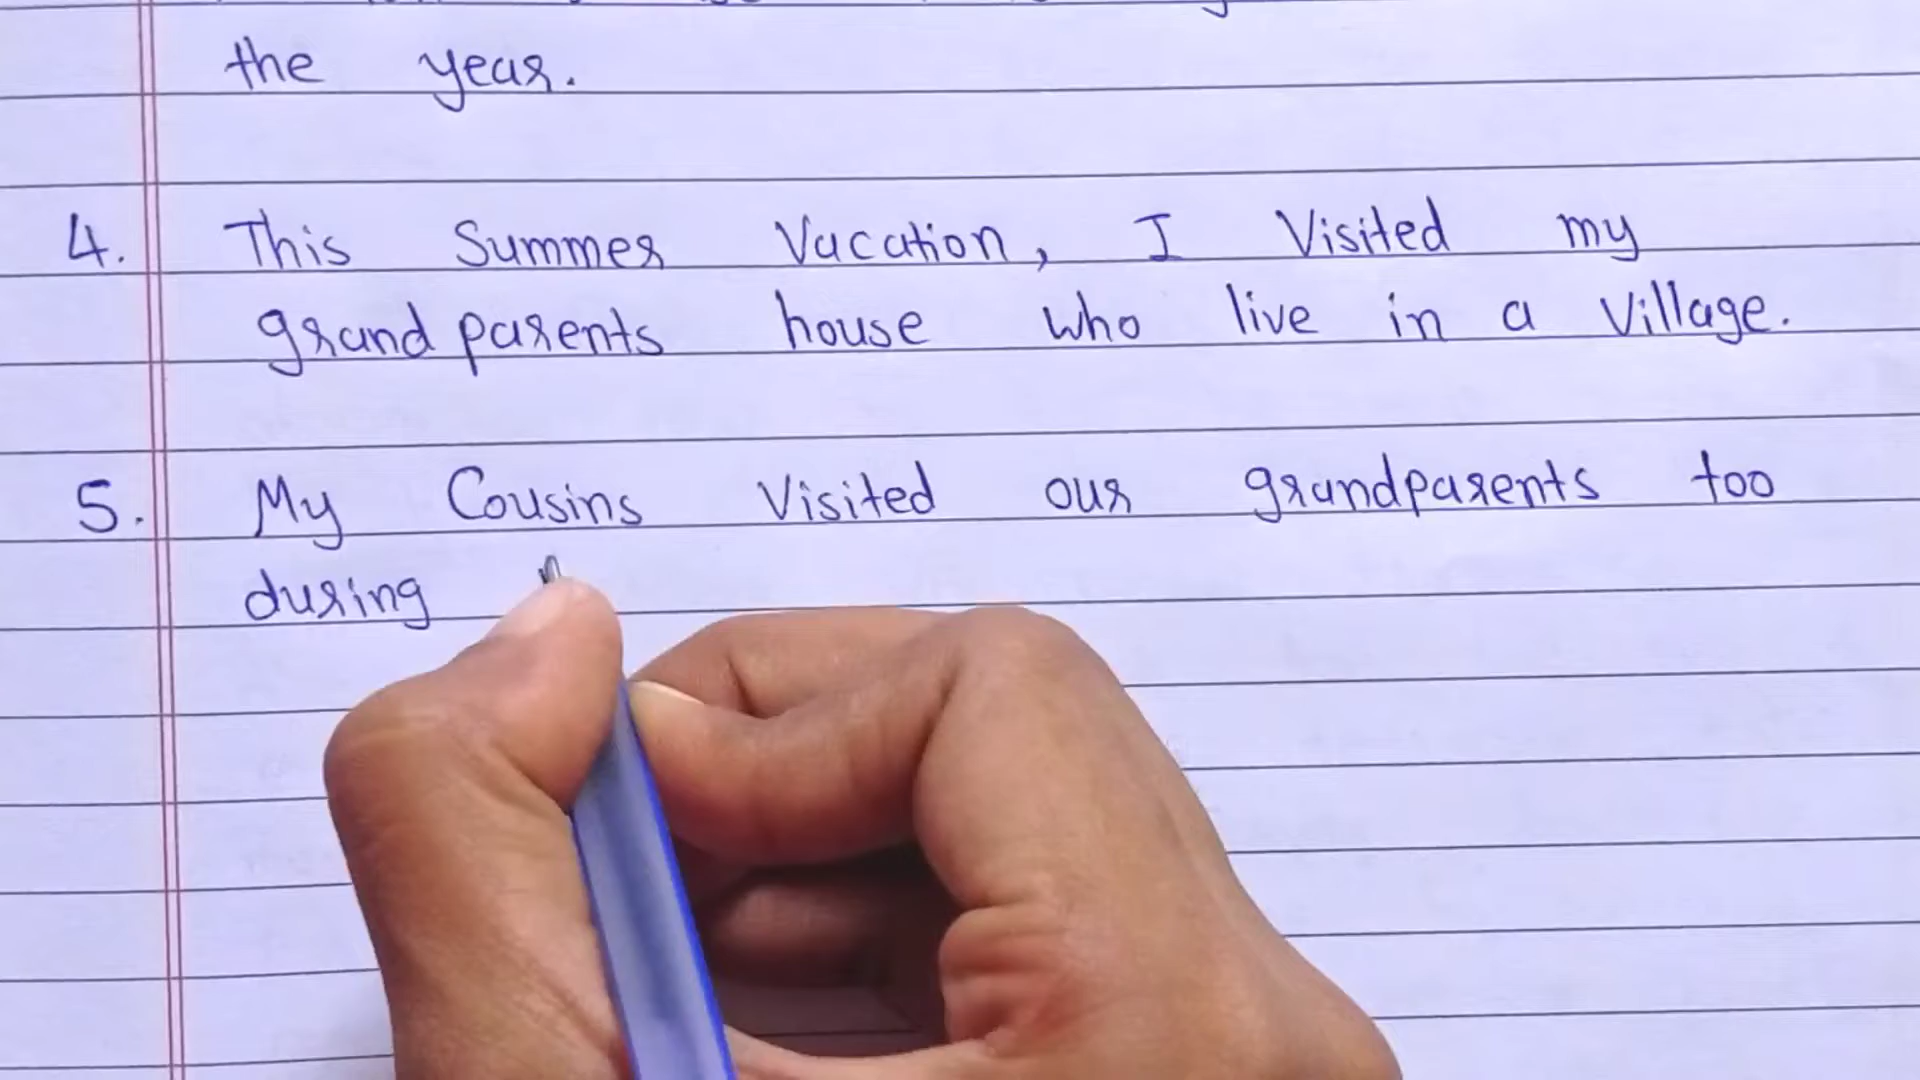 the year.
4. This Summer Vacation, I Visited my
grand parents house who live in a Village.
5. My Cousins Visited our grandparents too
during